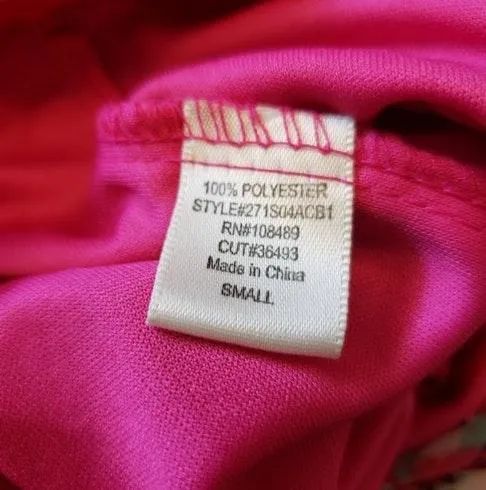 100% POLYESTER
STYLE#271S04ACB1
RN#108489
CUT#36493
Made in China
SMALL